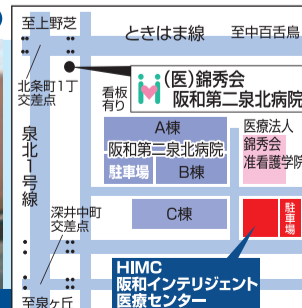 至上野芝
ときはま線
至中百舌鳥
北条町1丁
交差点
看板
有り
(医)錦秀会
阪和第二泉北病院
泉北1号線
A棟
阪和第二泉北病院
駐車場
B棟
医療法人
錦秀会
准看護学院
深井中町
交差点
C棟
駐車場
HIMC
阪和インテリジェント
医療センター
至泉ヶ丘